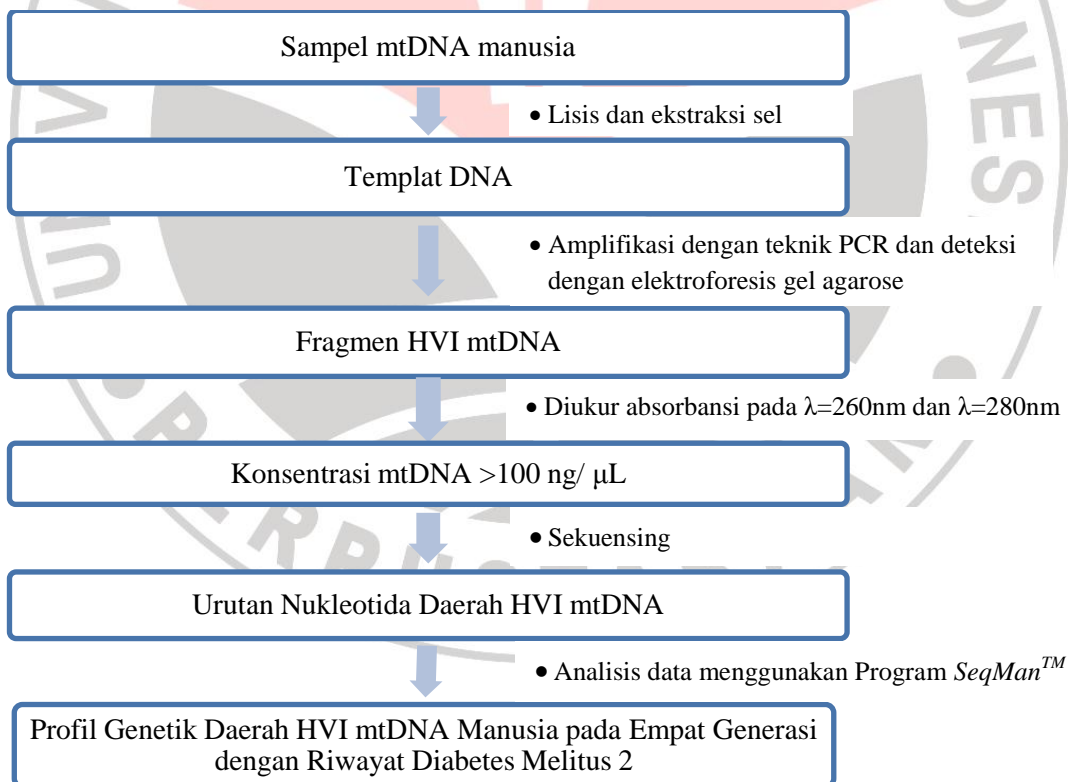 Sampel mtDNA manusia
• Lisis dan ekstraksi sel
Templat DNA
• Amplifikasi dengan teknik PCR dan deteksi
dengan elektroforesis gel agarose
Fragmen HVI mtDNA
• Diukur absorbansi pada λ=260nm dan λ=280nm
Konsentrasi mtDNA >100 ng/ μL
• Sekuensing
Urutan Nukleotida Daerah HVI mtDNA
• Analisis data menggunakan Program SeqMan™
Profil Genetik Daerah HVI mtDNA Manusia pada Empat Generasi
dengan Riwayat Diabetes Melitus 2